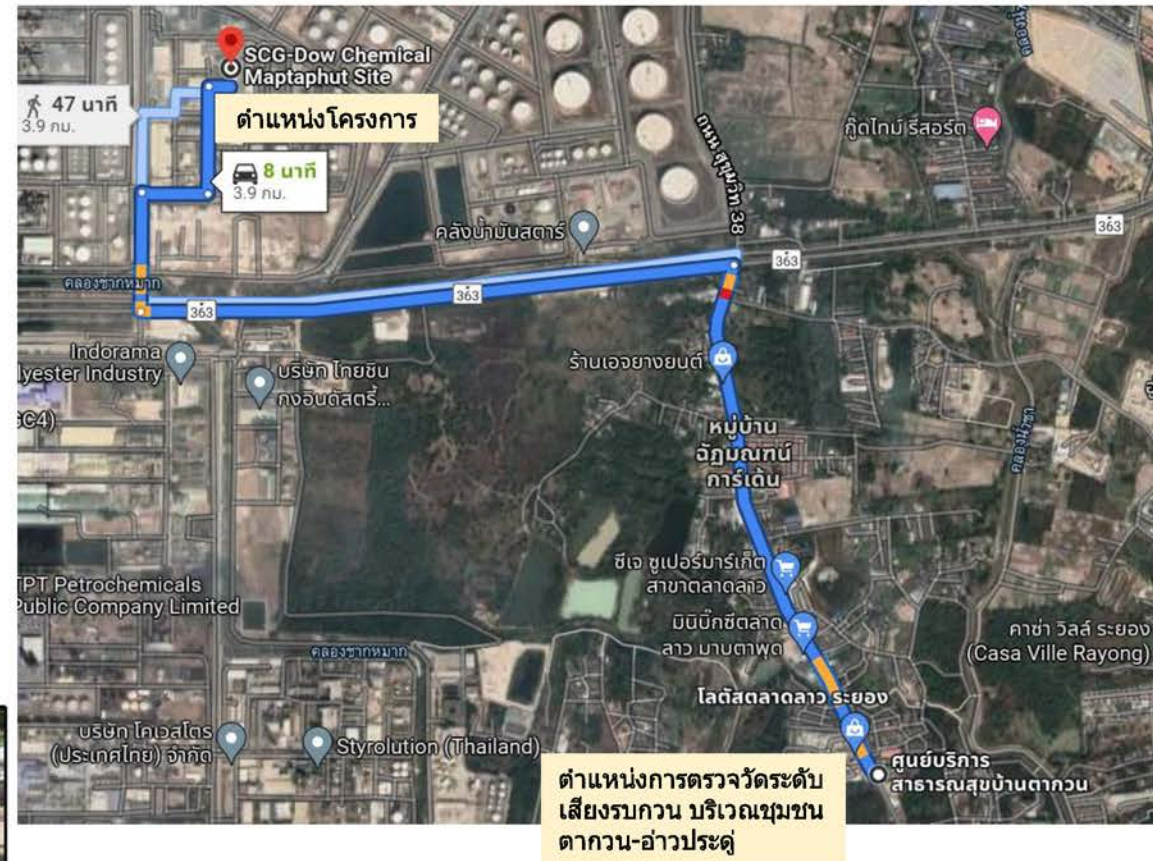 SCG-Dow Chemical
Maptaphut Site
47 นาที
3.9 กม.
ตำแหน่งโครงการ
8 นาที
3.9 กม.
ถนน สุขุมวิท 38
กู๊ดไทม์ รีสอร์ต
คลังน้ำมันสตาร์
363
363
363
363
คลองชากหมาก
Indorama
lyester Industry
GC4)
บริษัท ไทยชิน
กงอินดัสตรี้...
ร้านเอจยางยนต์
หมู่บ้าน
ฉัฏมณฑน์
การ์เด้น
คลองน้ำชา
ซีเจ ซูเปอร์มาร์เก็ต
สาขาตลาดลาว
TPT Petrochemicals
Public Company Limited
มินิบิ๊กซีตลาด
ลาว มาบตาพุด
คาซ่า วิลล์ ระยอง
(Casa Ville Rayong)
คลองชากหมาก
โลตัสตลาดลาว ระยอง
บริษัท โคเวสโตร
(ประเทศไทย) จำกัด
Styrolution (Thailand)
ศูนย์บริการ
สาธารณสุขบ้านตากวน
ตำแหน่งการตรวจวัดระดับ
เสียงรบกวน บริเวณชุมชน
ตากวน-อ่าวประดู่